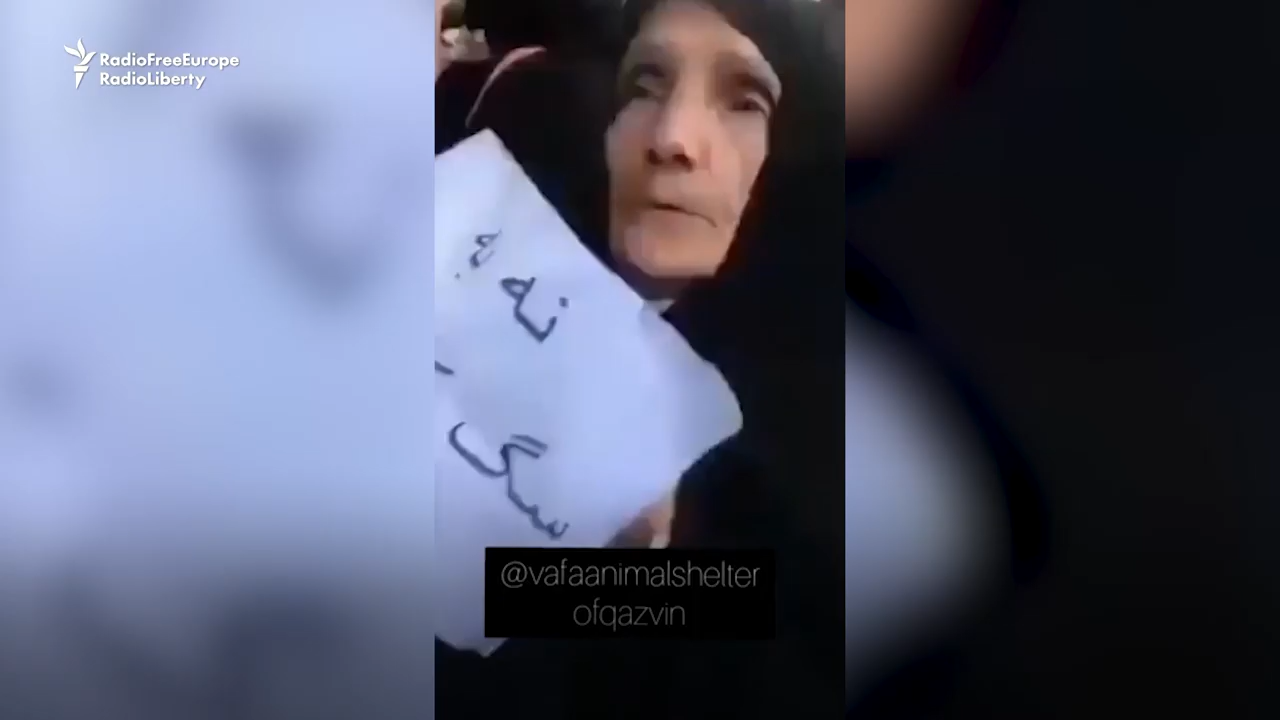 RadioFreeEurope
RadioLiberty
نه به
سگ
@vafaanimalshelter
ofqazvin